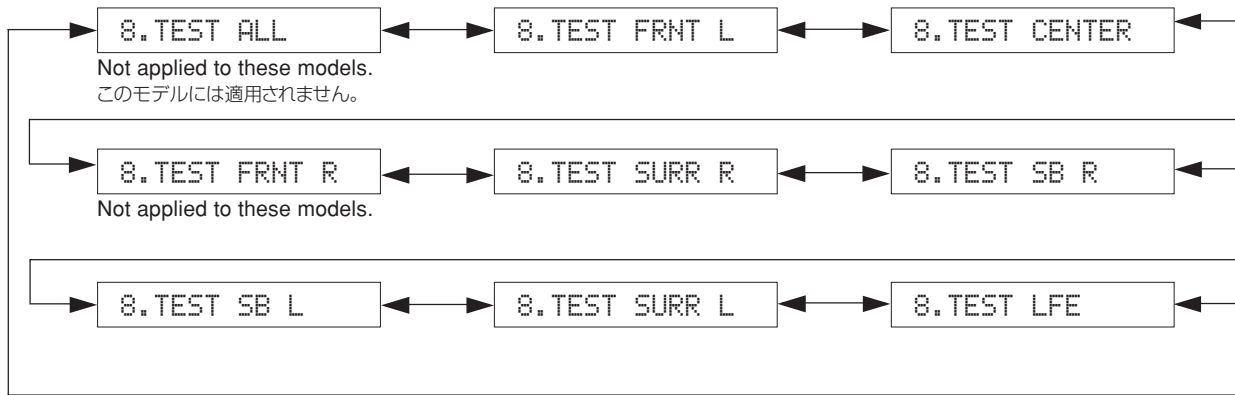 8.TEST ALL
8.TEST FRNT L
8.TEST CENTER
Not applied to these models.
このモデルには適用されません。
8.TEST FRNT R
8.TEST SURR R
8.TEST SB R
Not applied to these models.
8.TEST SB L
8.TEST SURR L
8.TEST LFE